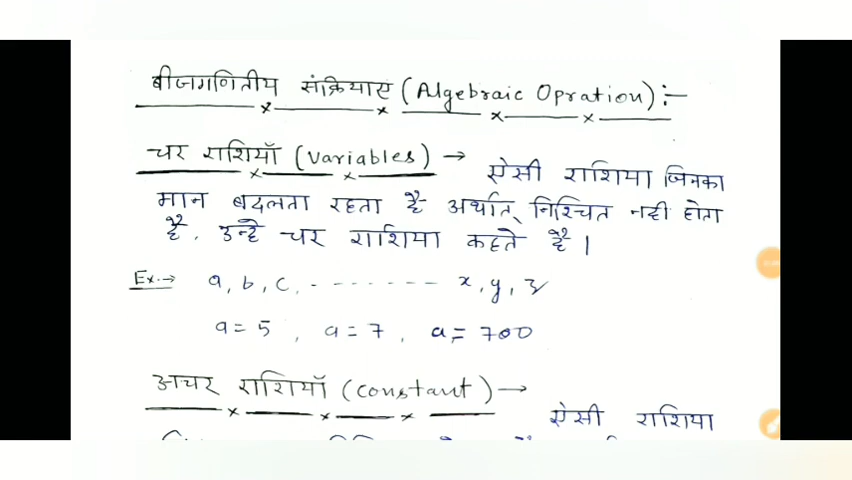 बीजगणितीय संक्रियाएं (Algebraic Opration) :-
चर राशियाँ (Variables) →
ऐसी राशिया जिनका
मान बदलता रहता है अर्थात् निश्चित नही होता
है. उन्हे चर राशिया कहते है।
Ex.→ a, b, c, -------- x, y, z
a = 5 , a = 7 , a = 700
अचर राशियाँ (constant) →
ऐसी राशिया